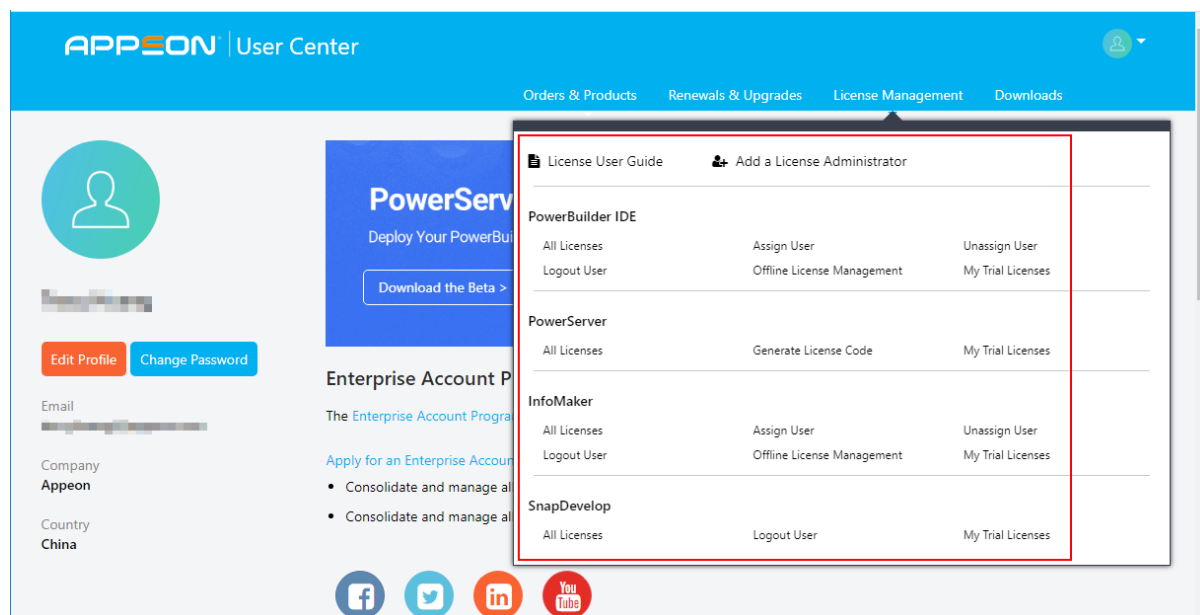 APPEON User Center
Orders & Products Renewals & Upgrades License Management Downloads
License User Guide Add a License Administrator
PowerBuilder IDE
All Licenses Assign User Unassign User
Logout User Offline License Management My Trial Licenses
PowerServer
All Licenses Generate License Code My Trial Licenses
InfoMaker
All Licenses Assign User Unassign User
Logout User Offline License Management My Trial Licenses
SnapDevelop
All Licenses Logout User My Trial Licenses
Edit Profile Change Password
Email
Company
Appeon
Country
China
PowerServ
Deploy Your PowerBui
Download the Beta >
Enterprise Account P
The Enterprise Account Progra
Apply for an Enterprise Accoun
• Consolidate and manage al
• Consolidate and manage al
f
in
You
Tube